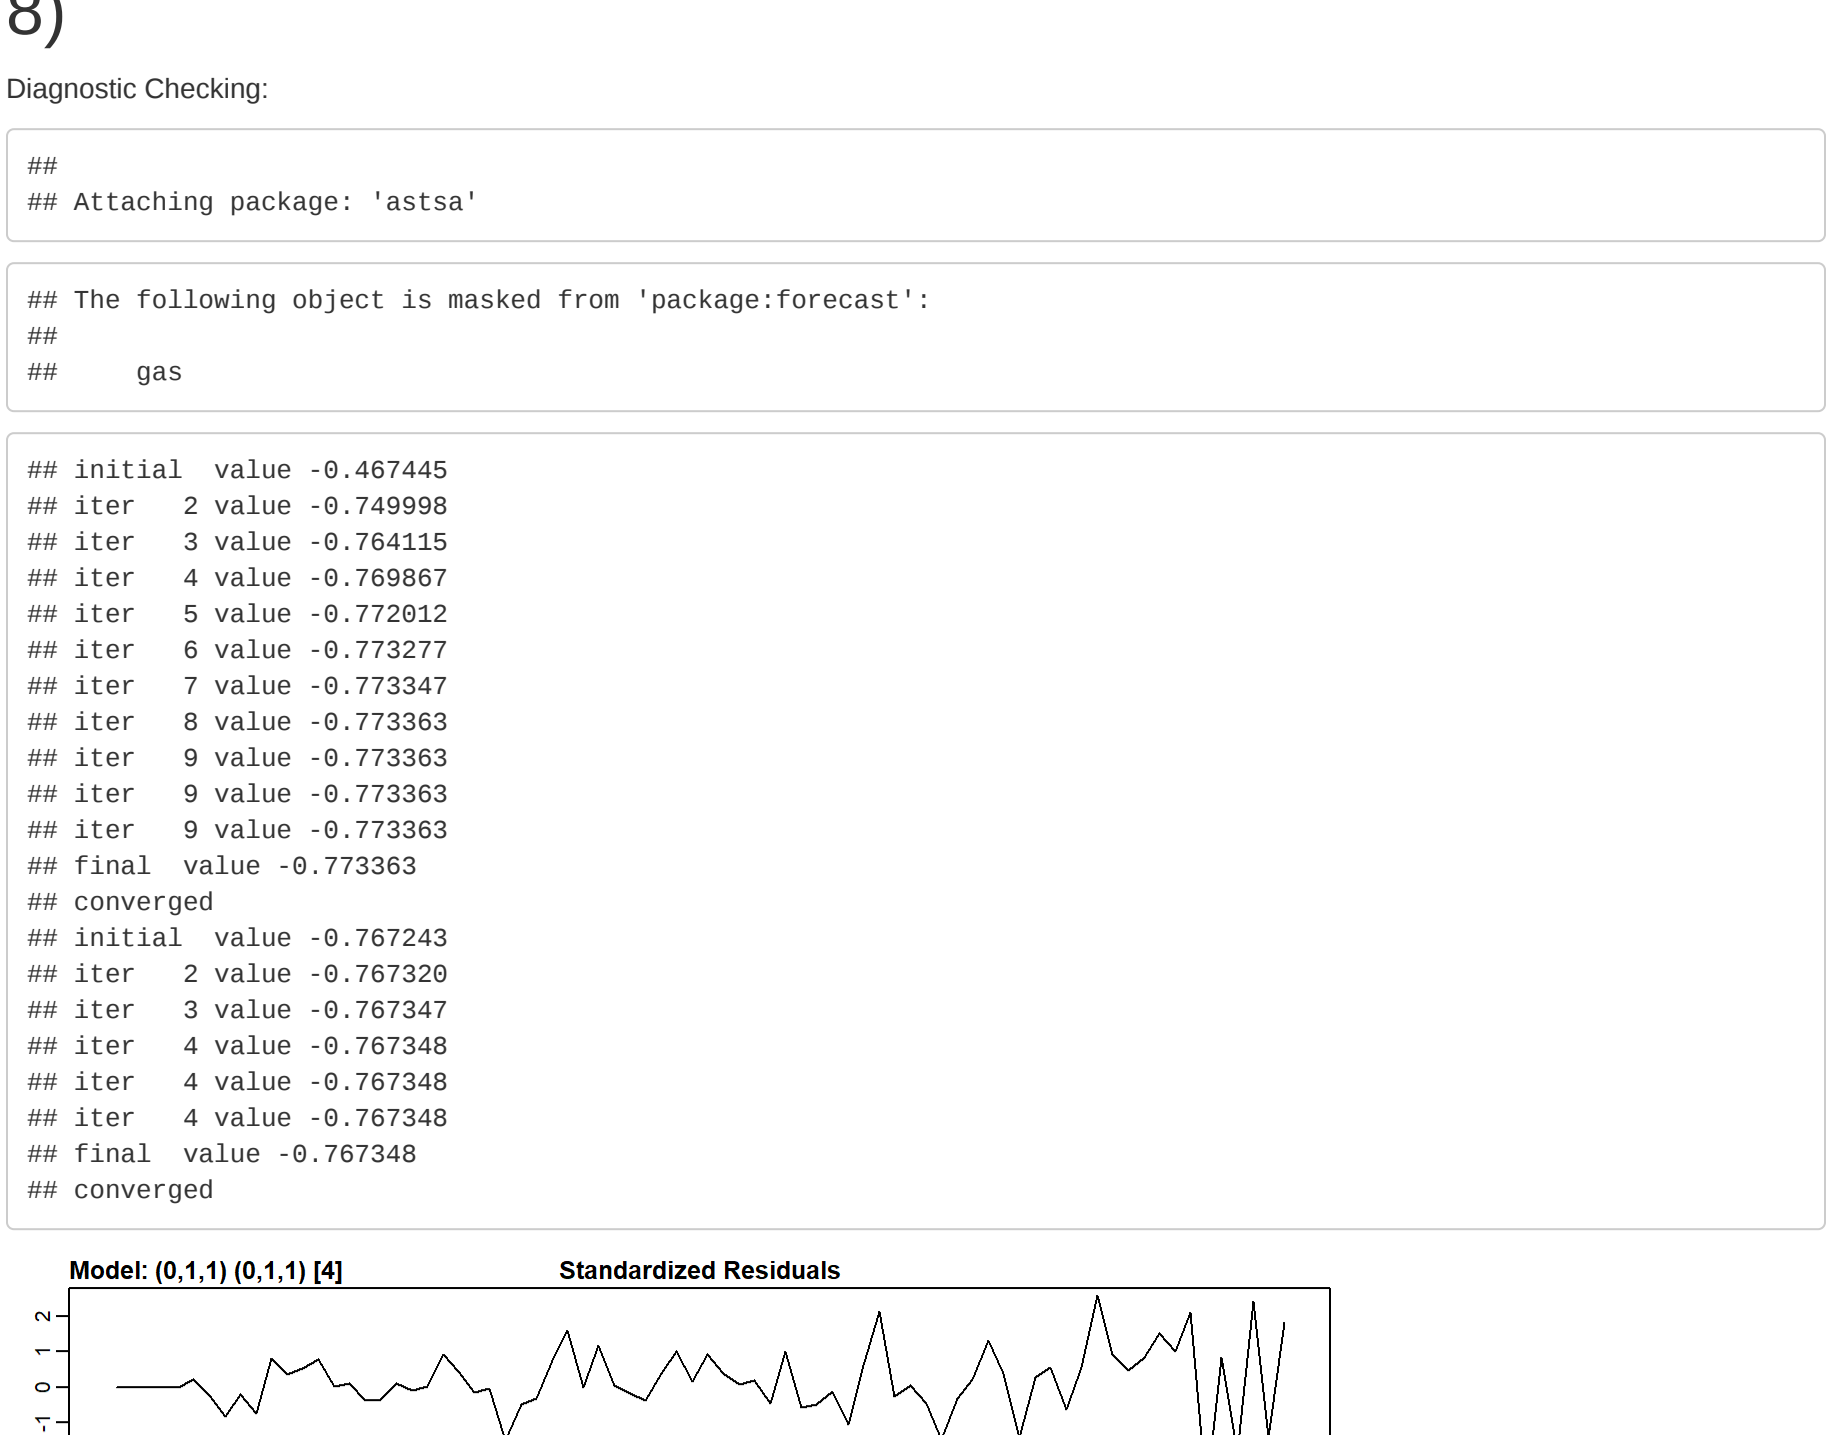 8)
Diagnostic Checking:
##
## Attaching package: 'astsa'
## The following object is masked from 'package:forecast':
##
##     gas
## initial  value -0.467445
## iter   2 value -0.749998
## iter   3 value -0.764115
## iter   4 value -0.769867
## iter   5 value -0.772012
## iter   6 value -0.773277
## iter   7 value -0.773347
## iter   8 value -0.773363
## iter   9 value -0.773363
## iter   9 value -0.773363
## iter   9 value -0.773363
## final  value -0.773363
## converged
## initial  value -0.767243
## iter   2 value -0.767320
## iter   3 value -0.767347
## iter   4 value -0.767348
## iter   4 value -0.767348
## iter   4 value -0.767348
## final  value -0.767348
## converged
Model: (0,1,1) (0,1,1) [4]
Standardized Residuals
2
1
0
-1